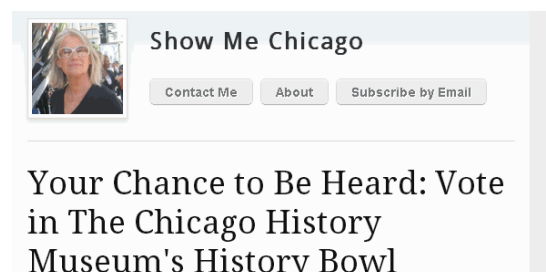 Show Me Chicago
Contact Me About Subscribe by Email
Your Chance to Be Heard: Vote
in The Chicago History
Museum's History Bowl